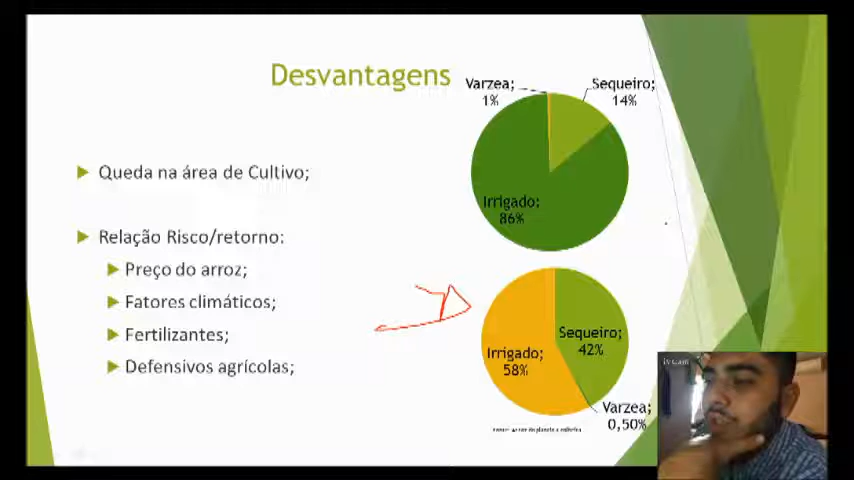 Desvantagens
Queda na área de Cultivo;
Relação Risco/retorno:
Preço do arroz;
Fatores climáticos;
Fertilizantes;
Defensivos agrícolas;
Varzea;
1%
Sequeiro;
14%
Irrigado;
86%
Sequeiro;
42%
Irrigado;
58%
Varzea;
0,50%